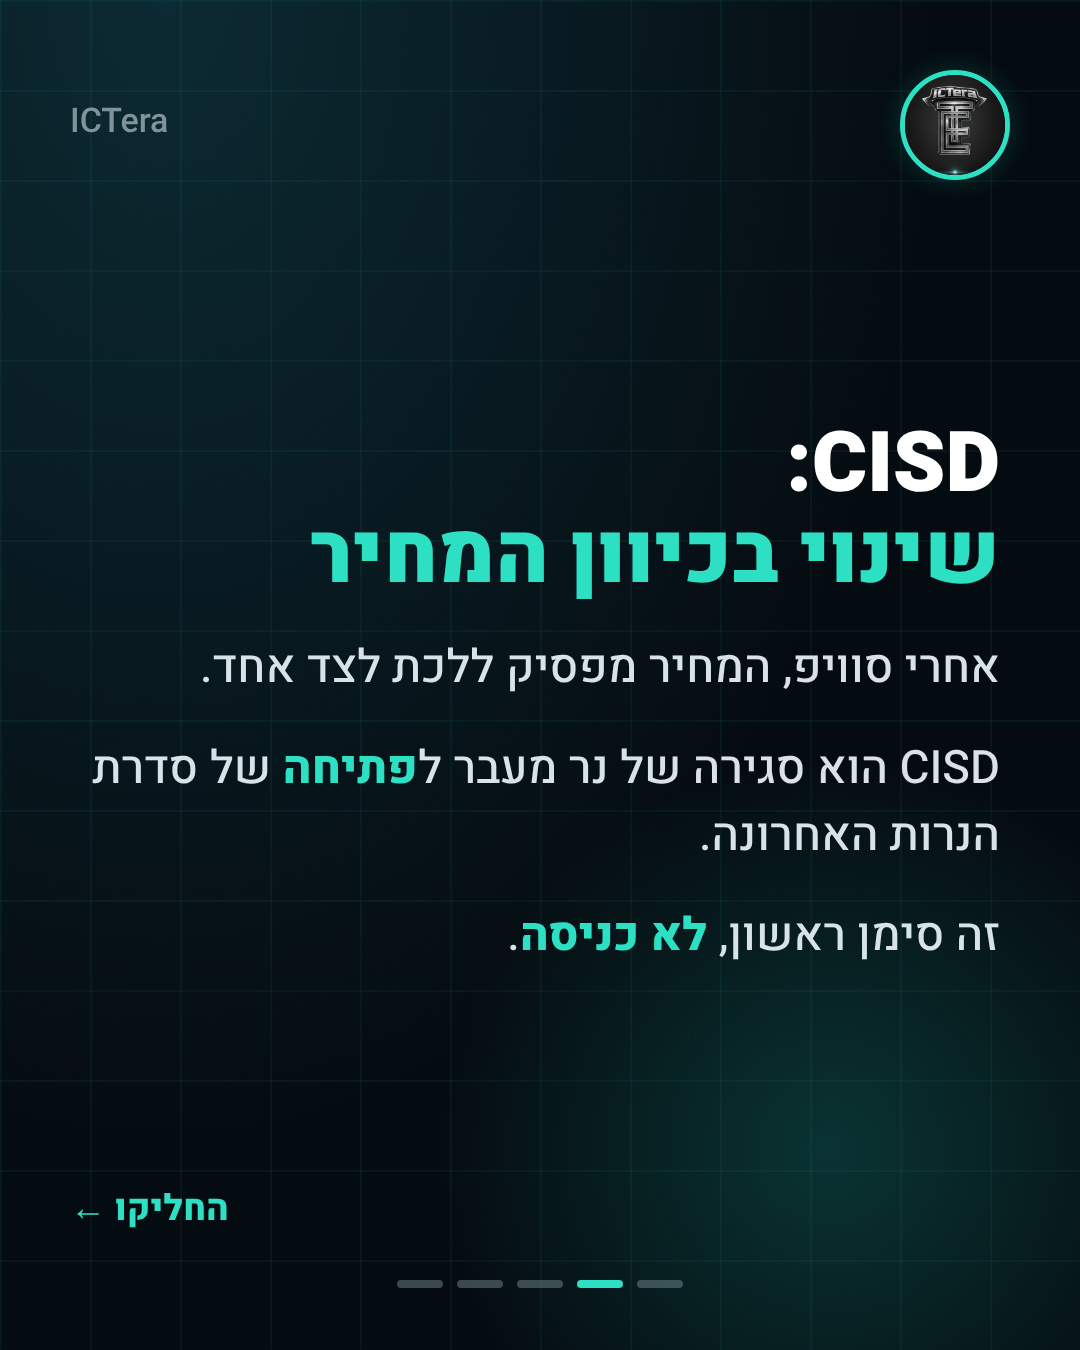 ICTera
ICTera
CISD:
שינוי בכיוון המחיר
אחרי סוויפ, המחיר מפסיק ללכת לצד אחד.
CISD הוא סגירה של נר מעבר לפתיחה של סדרת
הנרות האחרונה.
זה סימן ראשון, לא כניסה.
החליקו ←